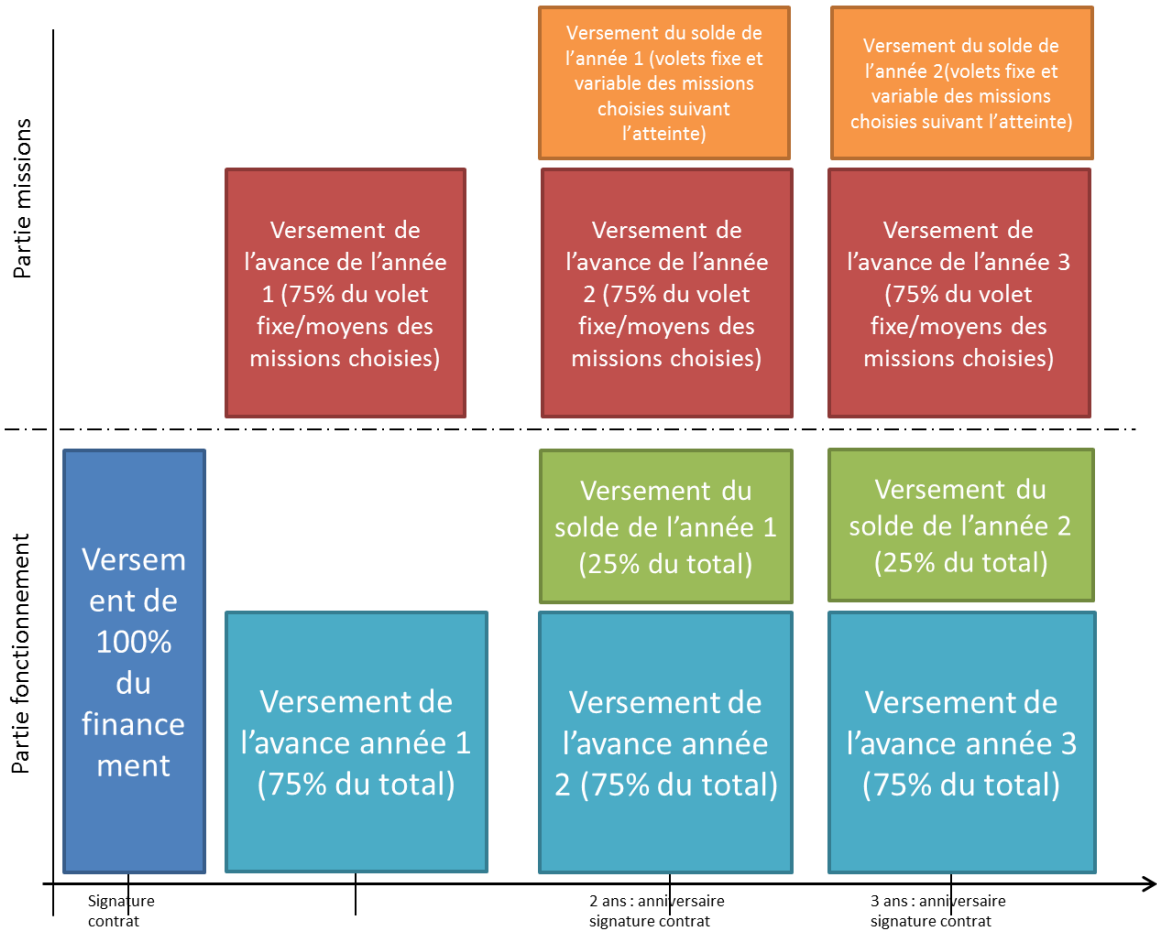 Partie missions
Versement du solde de
l’année 1 (volets fixe et
variable des missions
choisies suivant
l’atteinte)
Versement du solde de
l’année 2(volets fixe et
variable des missions
choisies suivant l’atteinte)
Versement de
l’avance de l’année
1 (75% du volet
fixe/moyens des
missions choisies)
Versement de
l’avance de l’année
2 (75% du volet
fixe/moyens des
missions choisies)
Versement de
l’avance de l’année 3
(75% du volet
fixe/moyens des
missions choisies)
Partie fonctionnement
Versem
ent de
100%
du
finance
ment
Versement du
solde de l’année 1
(25% du total)
Versement du
solde de l’année 2
(25% du total)
Versement de
l’avance année 1
(75% du total)
Versement de
l’avance année
2 (75% du total)
Versement de
l’avance année 3
(75% du total)
Signature
contrat
2 ans : anniversaire
signature contrat
3 ans : anniversaire
signature contrat